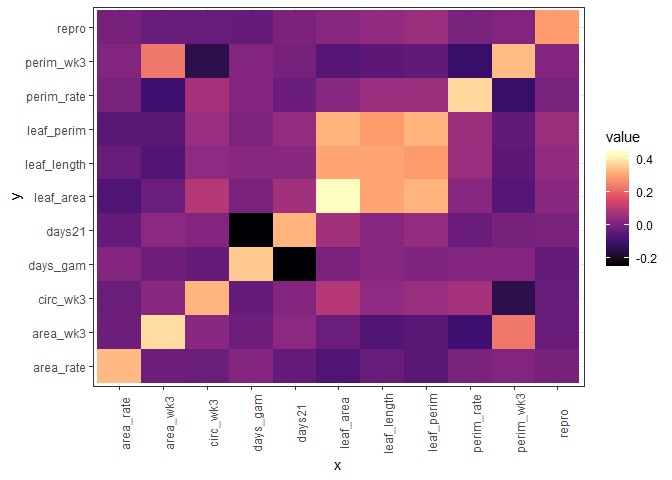 repro
perim_wk3
perim_rate
leaf_perim
leaf_length
leaf_area
days21
days_gam
circ_wk3
area_wk3
area_rate
y
area_rate
area_wk3
circ_wk3
days_gam
days21
leaf_area
leaf_length
leaf_perim
perim_rate
perim_wk3
repro
x
value
0.4
0.2
0.0
-0.2